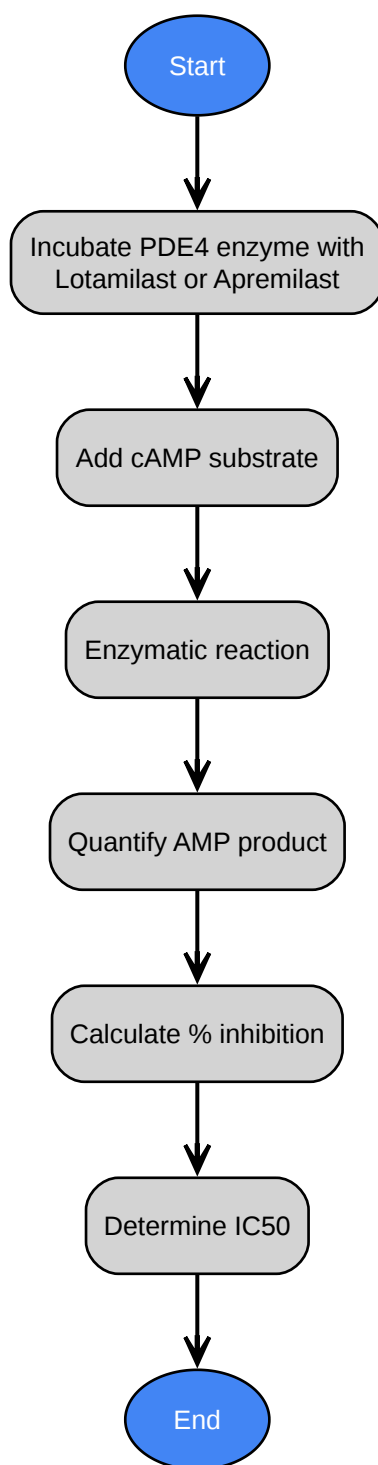 Start
Incubate PDE4 enzyme with
Lotamilast or Apremilast
Add cAMP substrate
Enzymatic reaction
Quantify AMP product
Calculate % inhibition
Determine IC50
End